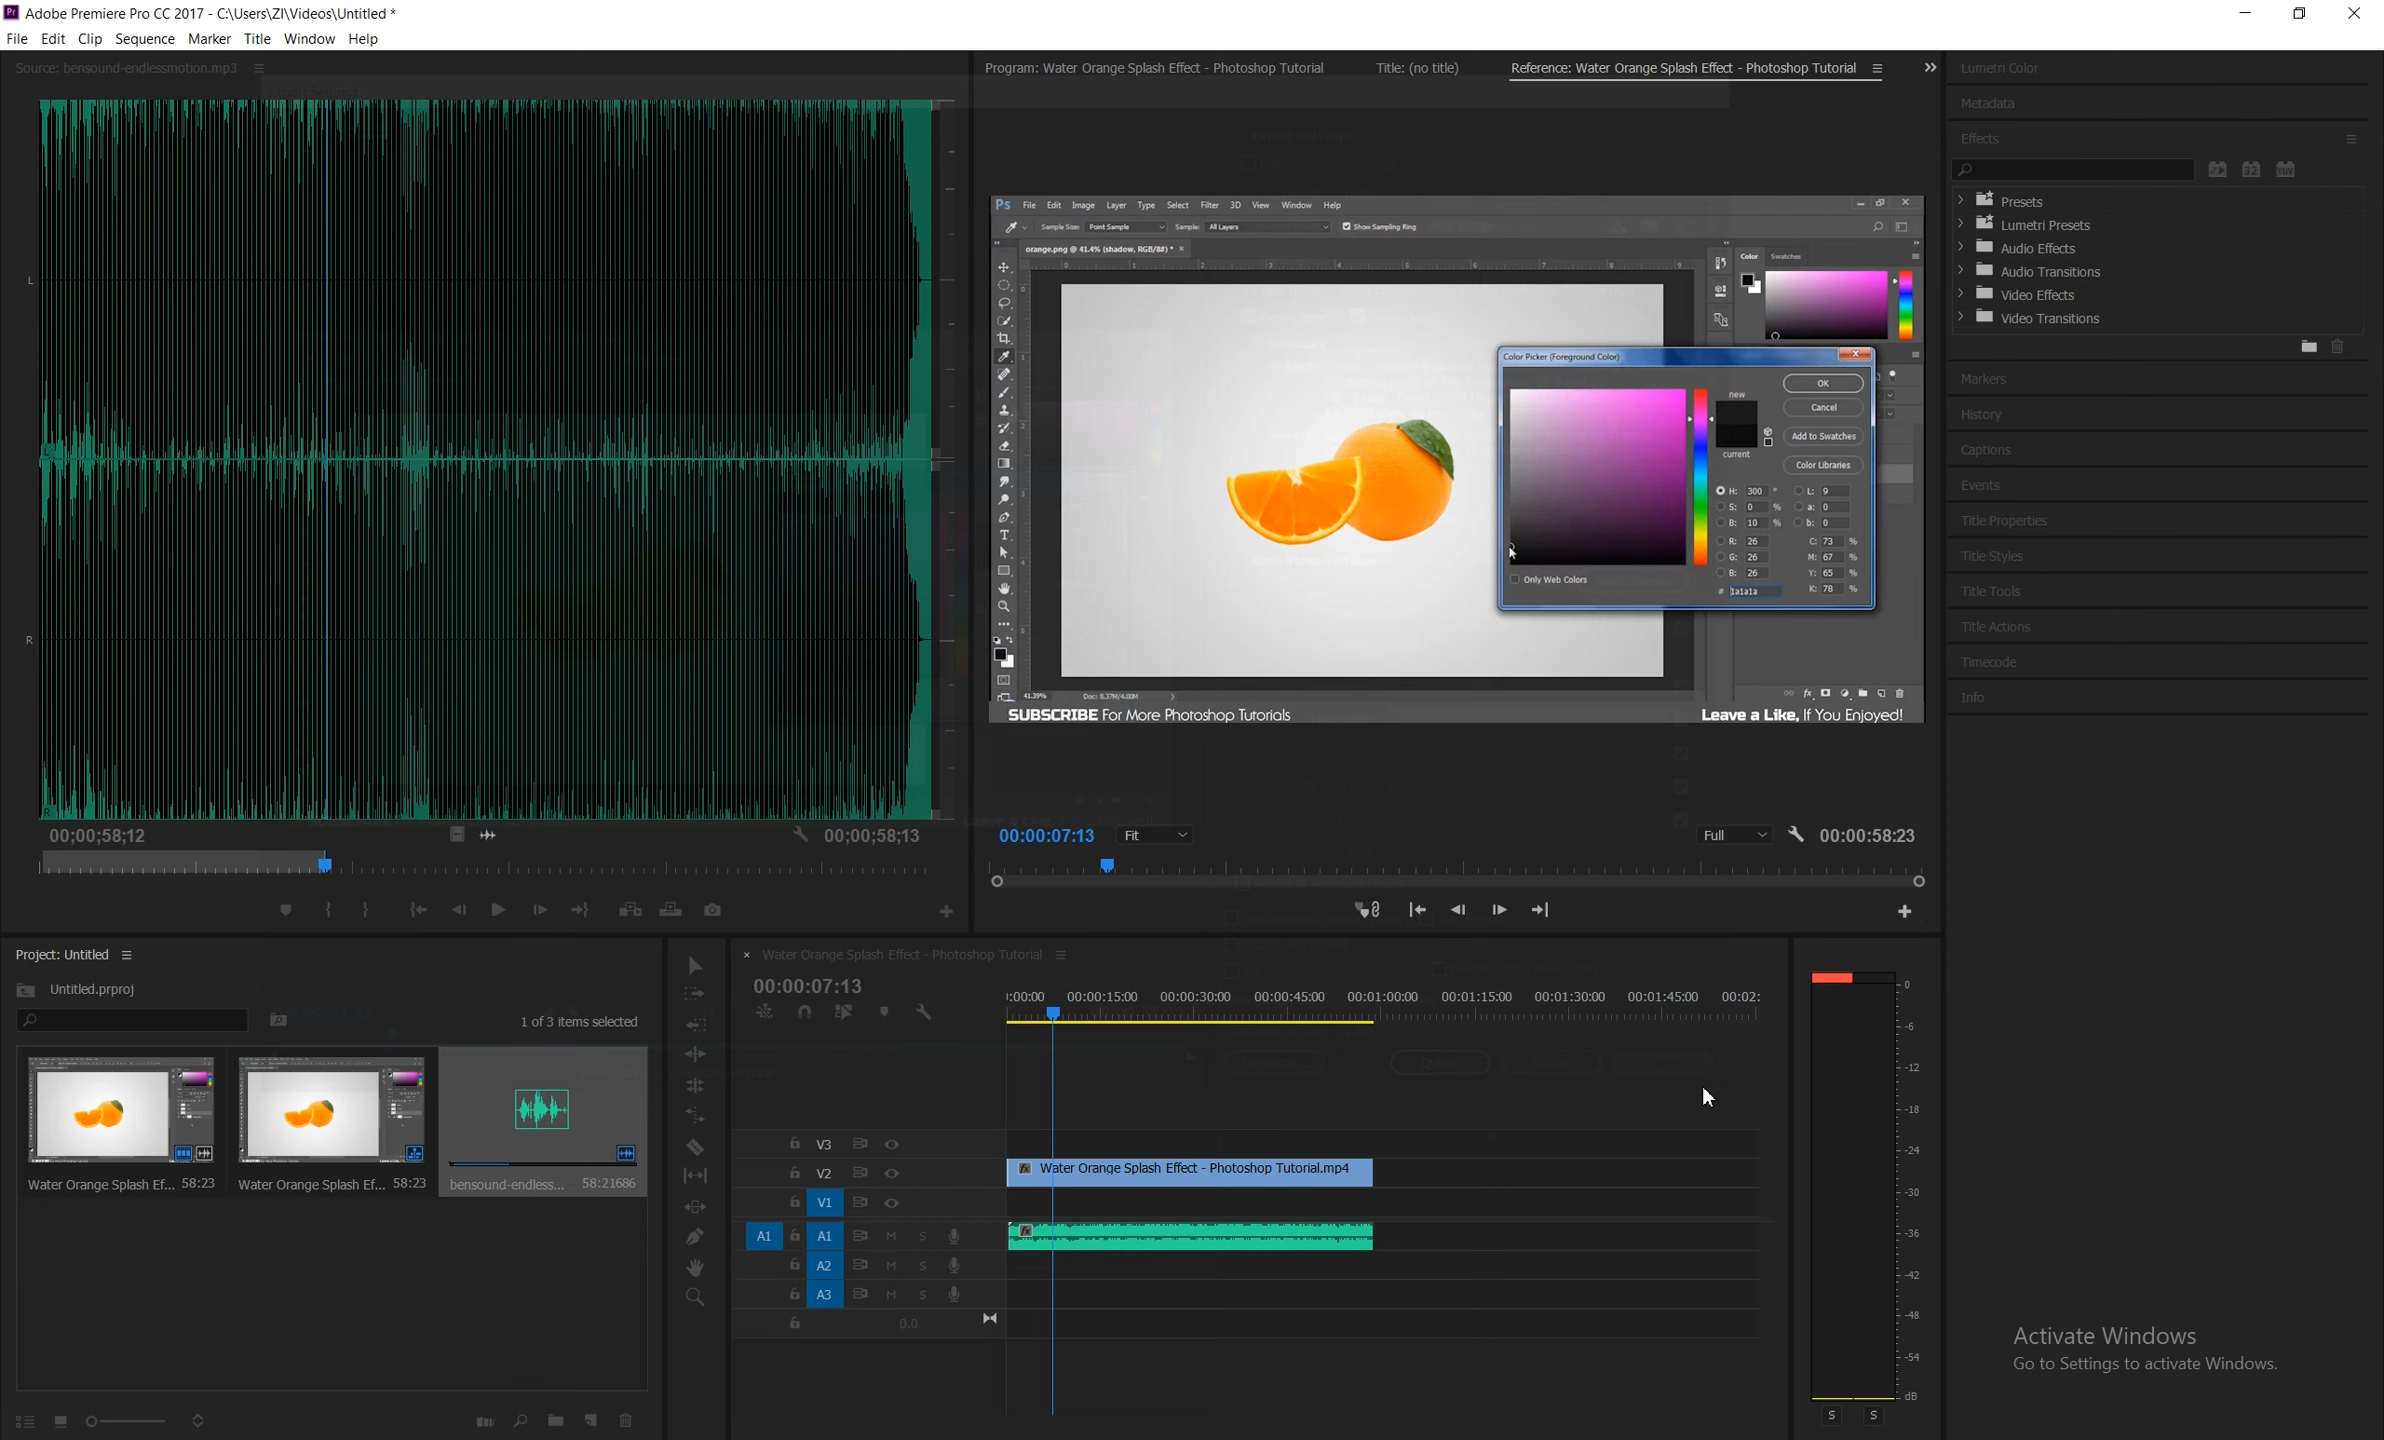 Adobe Premiere Pro CC 2017 - C:\Users\ZI\Videos\Untitled *
File Edit Clip Sequence Marker Title Window Help
Source: bensound-endlessmotion.mp3
Export Settings
Program: Water Orange Splash Effect - Photoshop Tutorial
Title: (no title)
Reference: Water Orange Splash Effect - Photoshop Tutorial
Lumetri Color
Metadata
Effects
Presets
Lumetri Presets
Audio Effects
Audio Transitions
Video Effects
Video Transitions
Markers
History
Captions
Events
Title Properties
Title Styles
Title Tools
Title Actions
Timecode
Info
Ps File Edit Image Layer Type Select Filter 3D View Window Help
Sample Size: Point Sample Sample: All Layers Show Sampling Ring
orange.png @ 41.4% (shadow, RGB/8#) *
Color Swatches
Color Picker (Foreground Color)
new
current
OK
Cancel
Add to Swatches
Color Libraries
H: 300 ° L: 9
S: 0 % a: 0
B: 10 % b: 0
R: 26 C: 73 %
G: 26 M: 67 %
B: 26 Y: 65 %
# 1a1a1a K: 78 %
Only Web Colors
41.39% Doc: 8.37M/4.00M
SUBSCRIBE For More Photoshop Tutorials
Leave a Like, If You Enjoyed!
L
R
00;00;58;12
00;00;58;13
00:00:07:13 Fit Full 00:00:58:23
Project: Untitled
Untitled.prproj
1 of 3 items selected
Water Orange Splash Ef... 58:23
Water Orange Splash Ef... 58:23
bensound-endless... 58:21686
× Water Orange Splash Effect - Photoshop Tutorial
00:00:07:13
:00:00 00:00:15:00 00:00:30:00 00:00:45:00 00:01:00:00 00:01:15:00 00:01:30:00 00:01:45:00 00:02:
V3
V2 fx Water Orange Splash Effect - Photoshop Tutorial.mp4
V1
A1 A1 M S fx
A2 M S
A3 M S
0.0
0
-6
-12
-18
-24
-30
-36
-42
-48
-54
dB
S S
Activate Windows
Go to Settings to activate Windows.